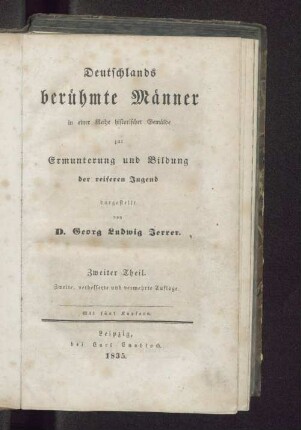 Deutschlands
berühmte Männer
in einer Reihe historischer Gemälde
zur
Ermunterung und Bildung
der reiferen Jugend
dargestellt
von
D. Georg Ludwig Jerrer.
Zweiter Theil.
Zweite, verbesserte und vermehrte Auflage.
Mit fünf Kupfern.
Leipzig,
bei Carl
1835.